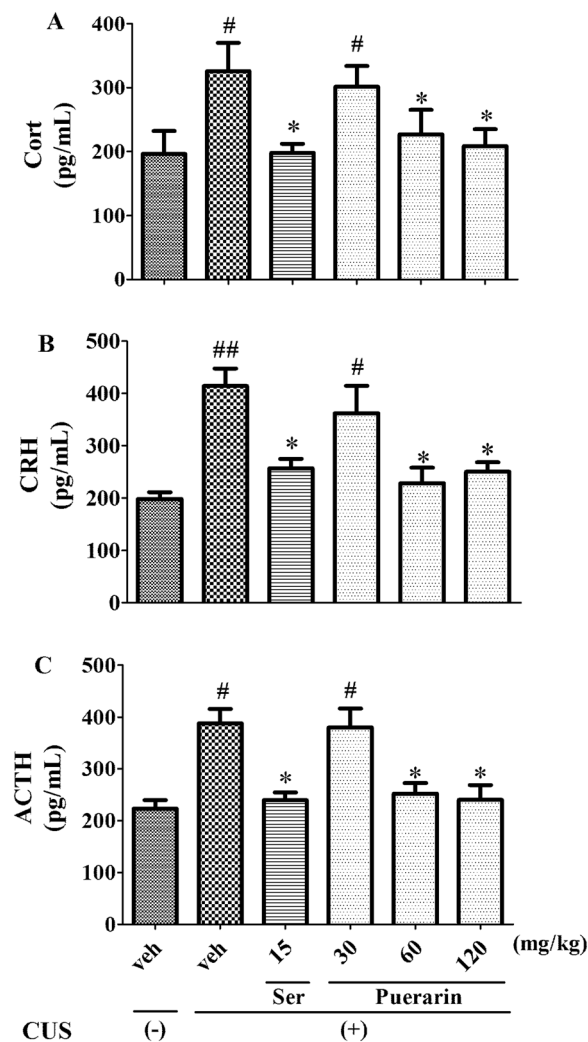 A
Cort
(pg/mL)
400
300
200
100
0
#
*
#
*
*
B
CRH
(pg/mL)
500
400
300
200
100
0
##
*
#
*
*
C
ACTH
(pg/mL)
500
400
300
200
100
0
#
*
#
*
*
veh veh 15 30 60 120 (mg/kg)
Ser Puerarin
CUS (-) (+)